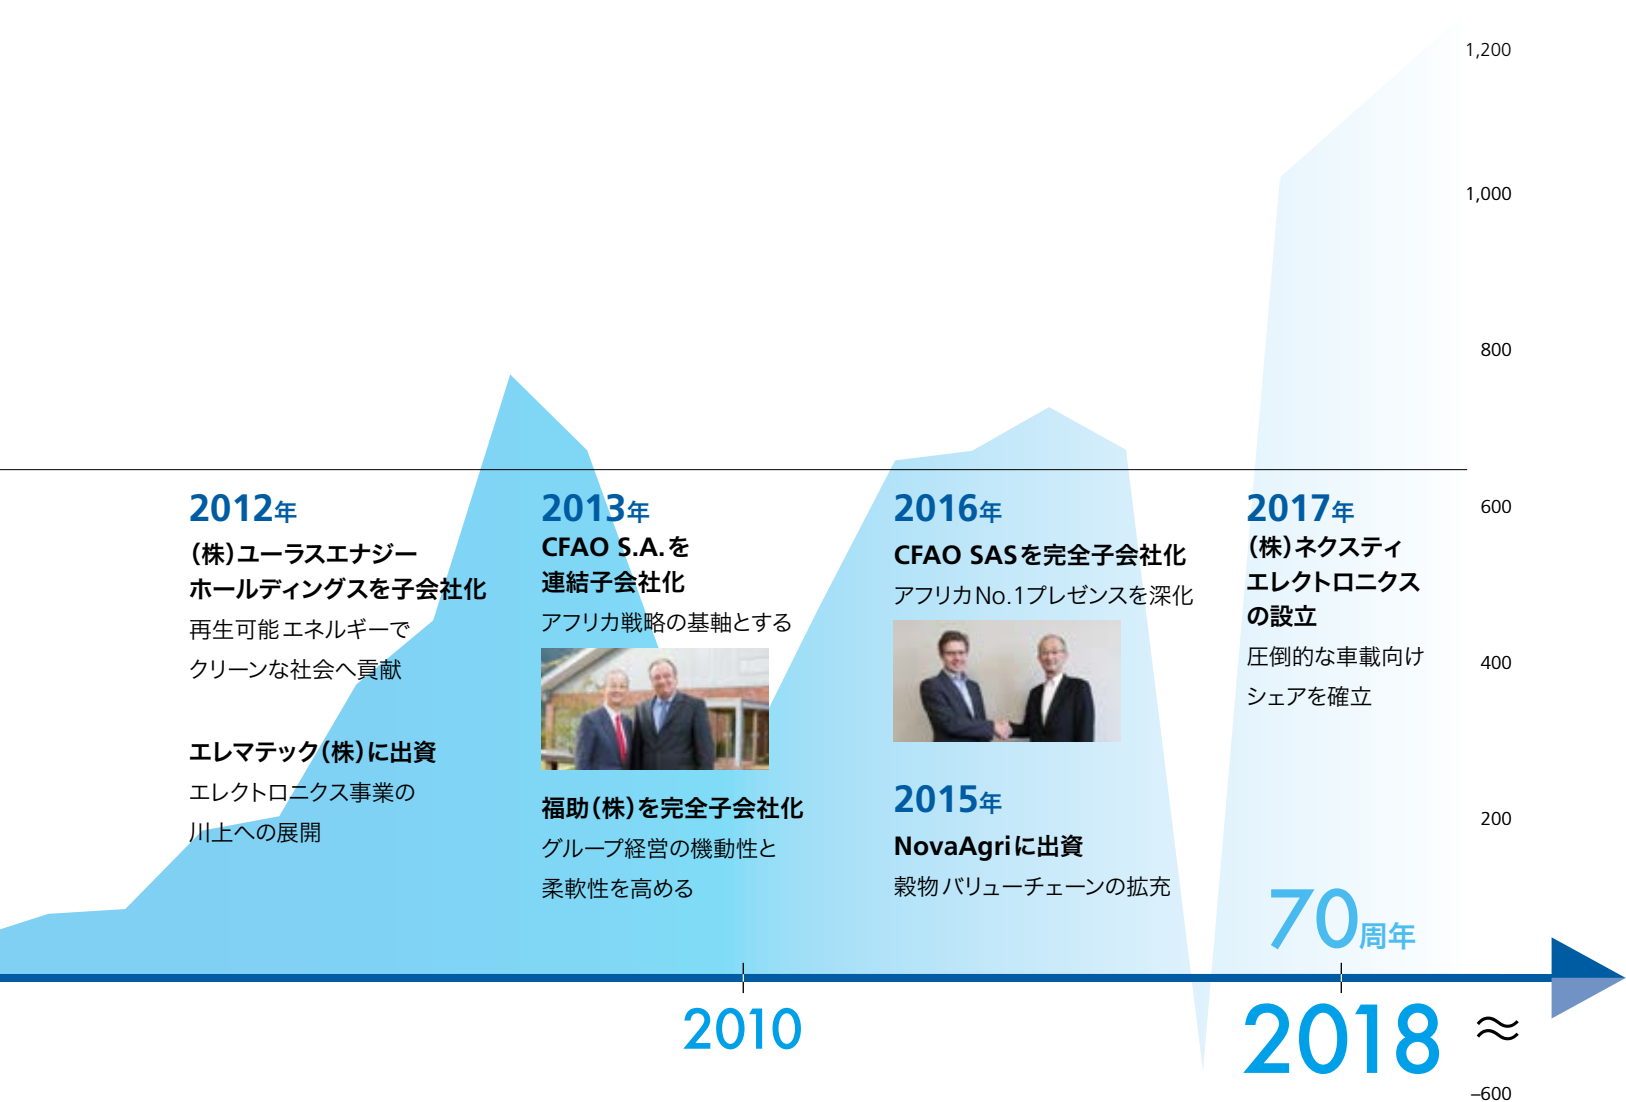 2012年
（株）ユーラスエナジー
ホールディングスを子会社化
再生可能エネルギーで
クリーンな社会へ貢献
エレマテック（株）に出資
エレクトロニクス事業の
川上への展開
2013年
CFAO S.A.を
連結子会社化
アフリカ戦略の基軸とする
福助（株）を完全子会社化
グループ経営の機動性と
柔軟性を高める
2016年
CFAO SASを完全子会社化
アフリカNo.1プレゼンスを深化
2015年
NovaAgriに出資
穀物バリューチェーンの拡充
2017年
（株）ネクスティ
エレクトロニクス
の設立
圧倒的な車載向け
シェアを確立
70周年
1,200
1,000
800
600
400
200
–600
2010
2018
≈